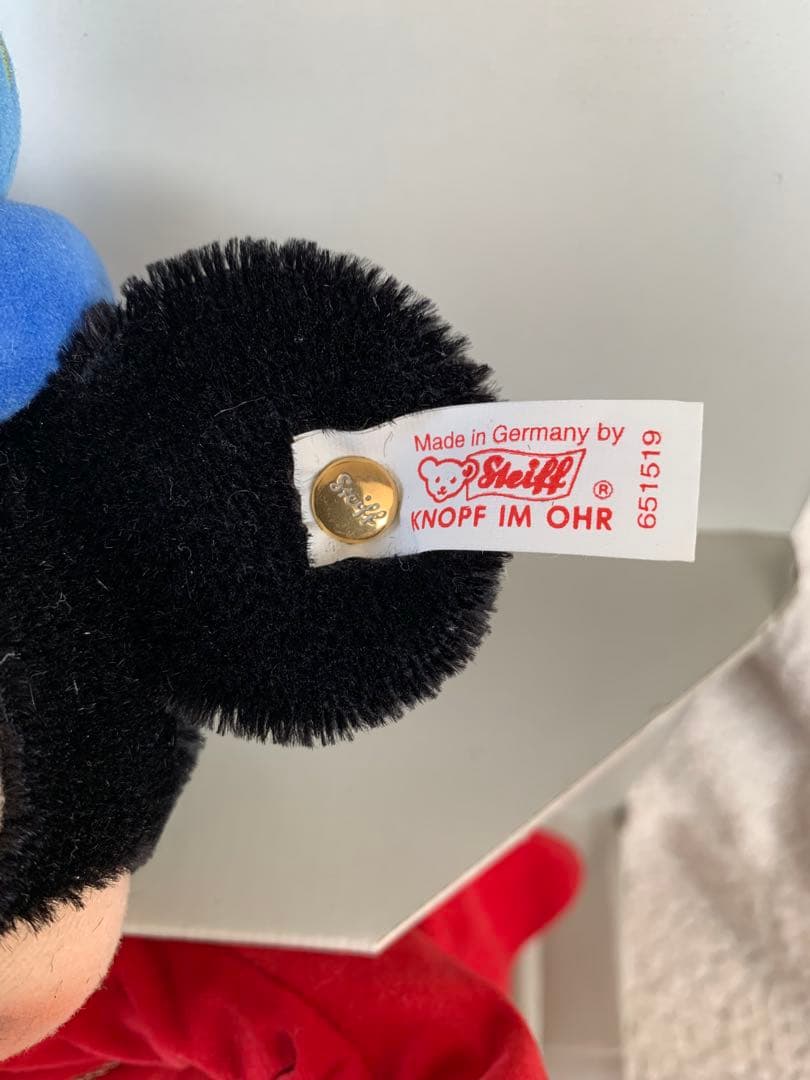 Steiff
Made in Germany by
Steiff ®
KNOPF IM OHR
651519